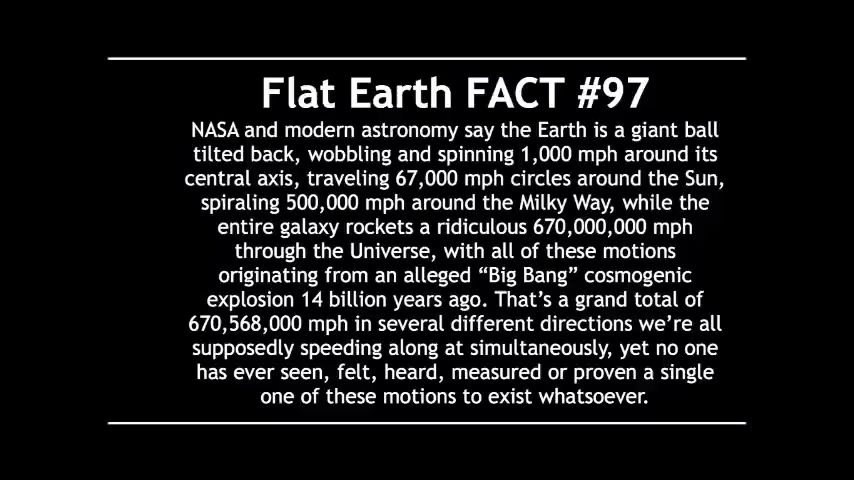 Flat Earth FACT #97
NASA and modern astronomy say the Earth is a giant ball
tilted back, wobbling and spinning 1,000 mph around its
central axis, traveling 67,000 mph circles around the Sun,
spiraling 500,000 mph around the Milky Way, while the
entire galaxy rockets a ridiculous 670,000,000 mph
through the Universe, with all of these motions
originating from an alleged “Big Bang” cosmogenic
explosion 14 billion years ago. That’s a grand total of
670,568,000 mph in several different directions we’re all
supposedly speeding along at simultaneously, yet no one
has ever seen, felt, heard, measured or proven a single
one of these motions to exist whatsoever.